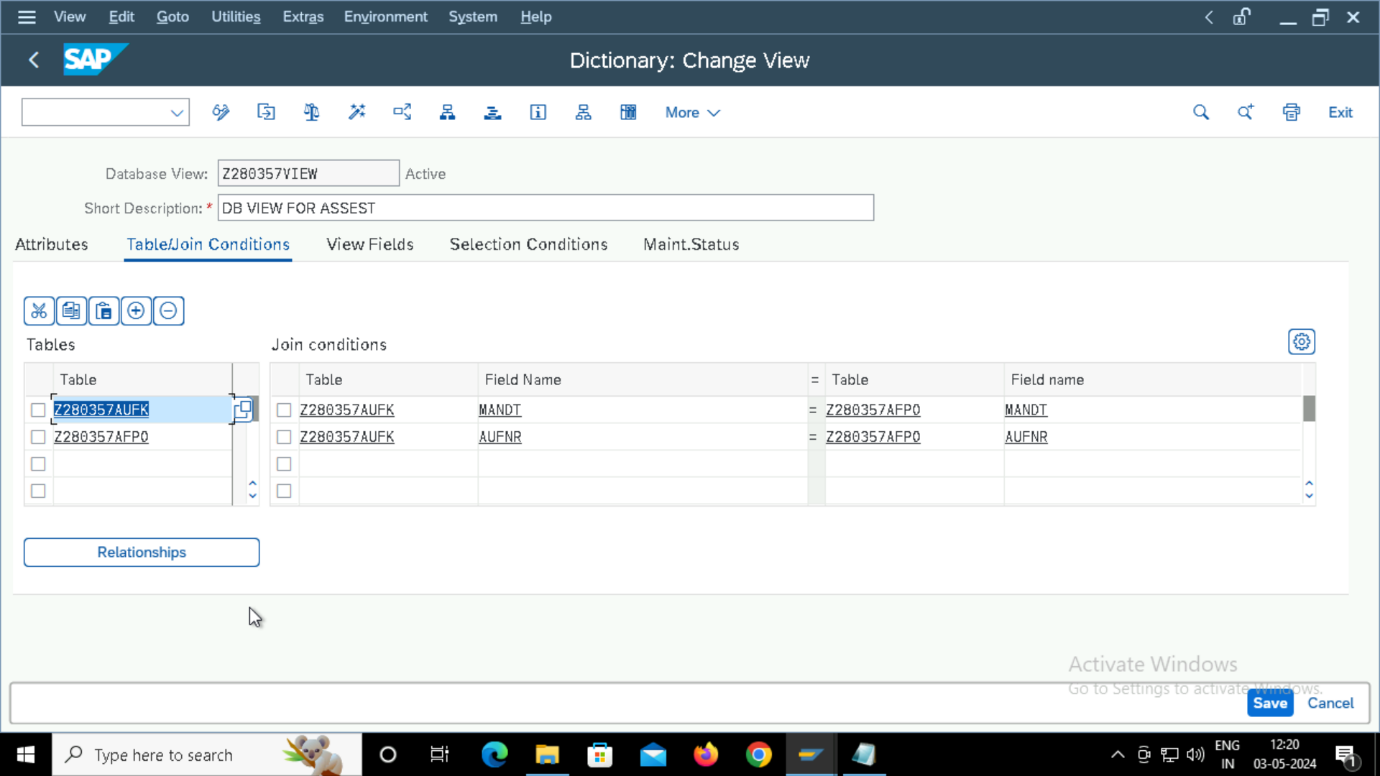 View Edit Goto Utilities Extras Environment System Help
SAP Dictionary: Change View
More Exit
Database View: Z280357VIEW Active
Short Description: * DB VIEW FOR ASSEST
Attributes Table/Join Conditions View Fields Selection Conditions Maint.Status
Tables Join conditions
Table Table Field Name = Table Field name
Z280357AUFK Z280357AUFK MANDT = Z280357AFPO MANDT
Z280357AFPO Z280357AUFK AUFNR = Z280357AFPO AUFNR
Relationships
Activate Windows
Go to Settings to activate Windows.
Save Cancel
Type here to search
ENG 12:20
IN 03-05-2024 1